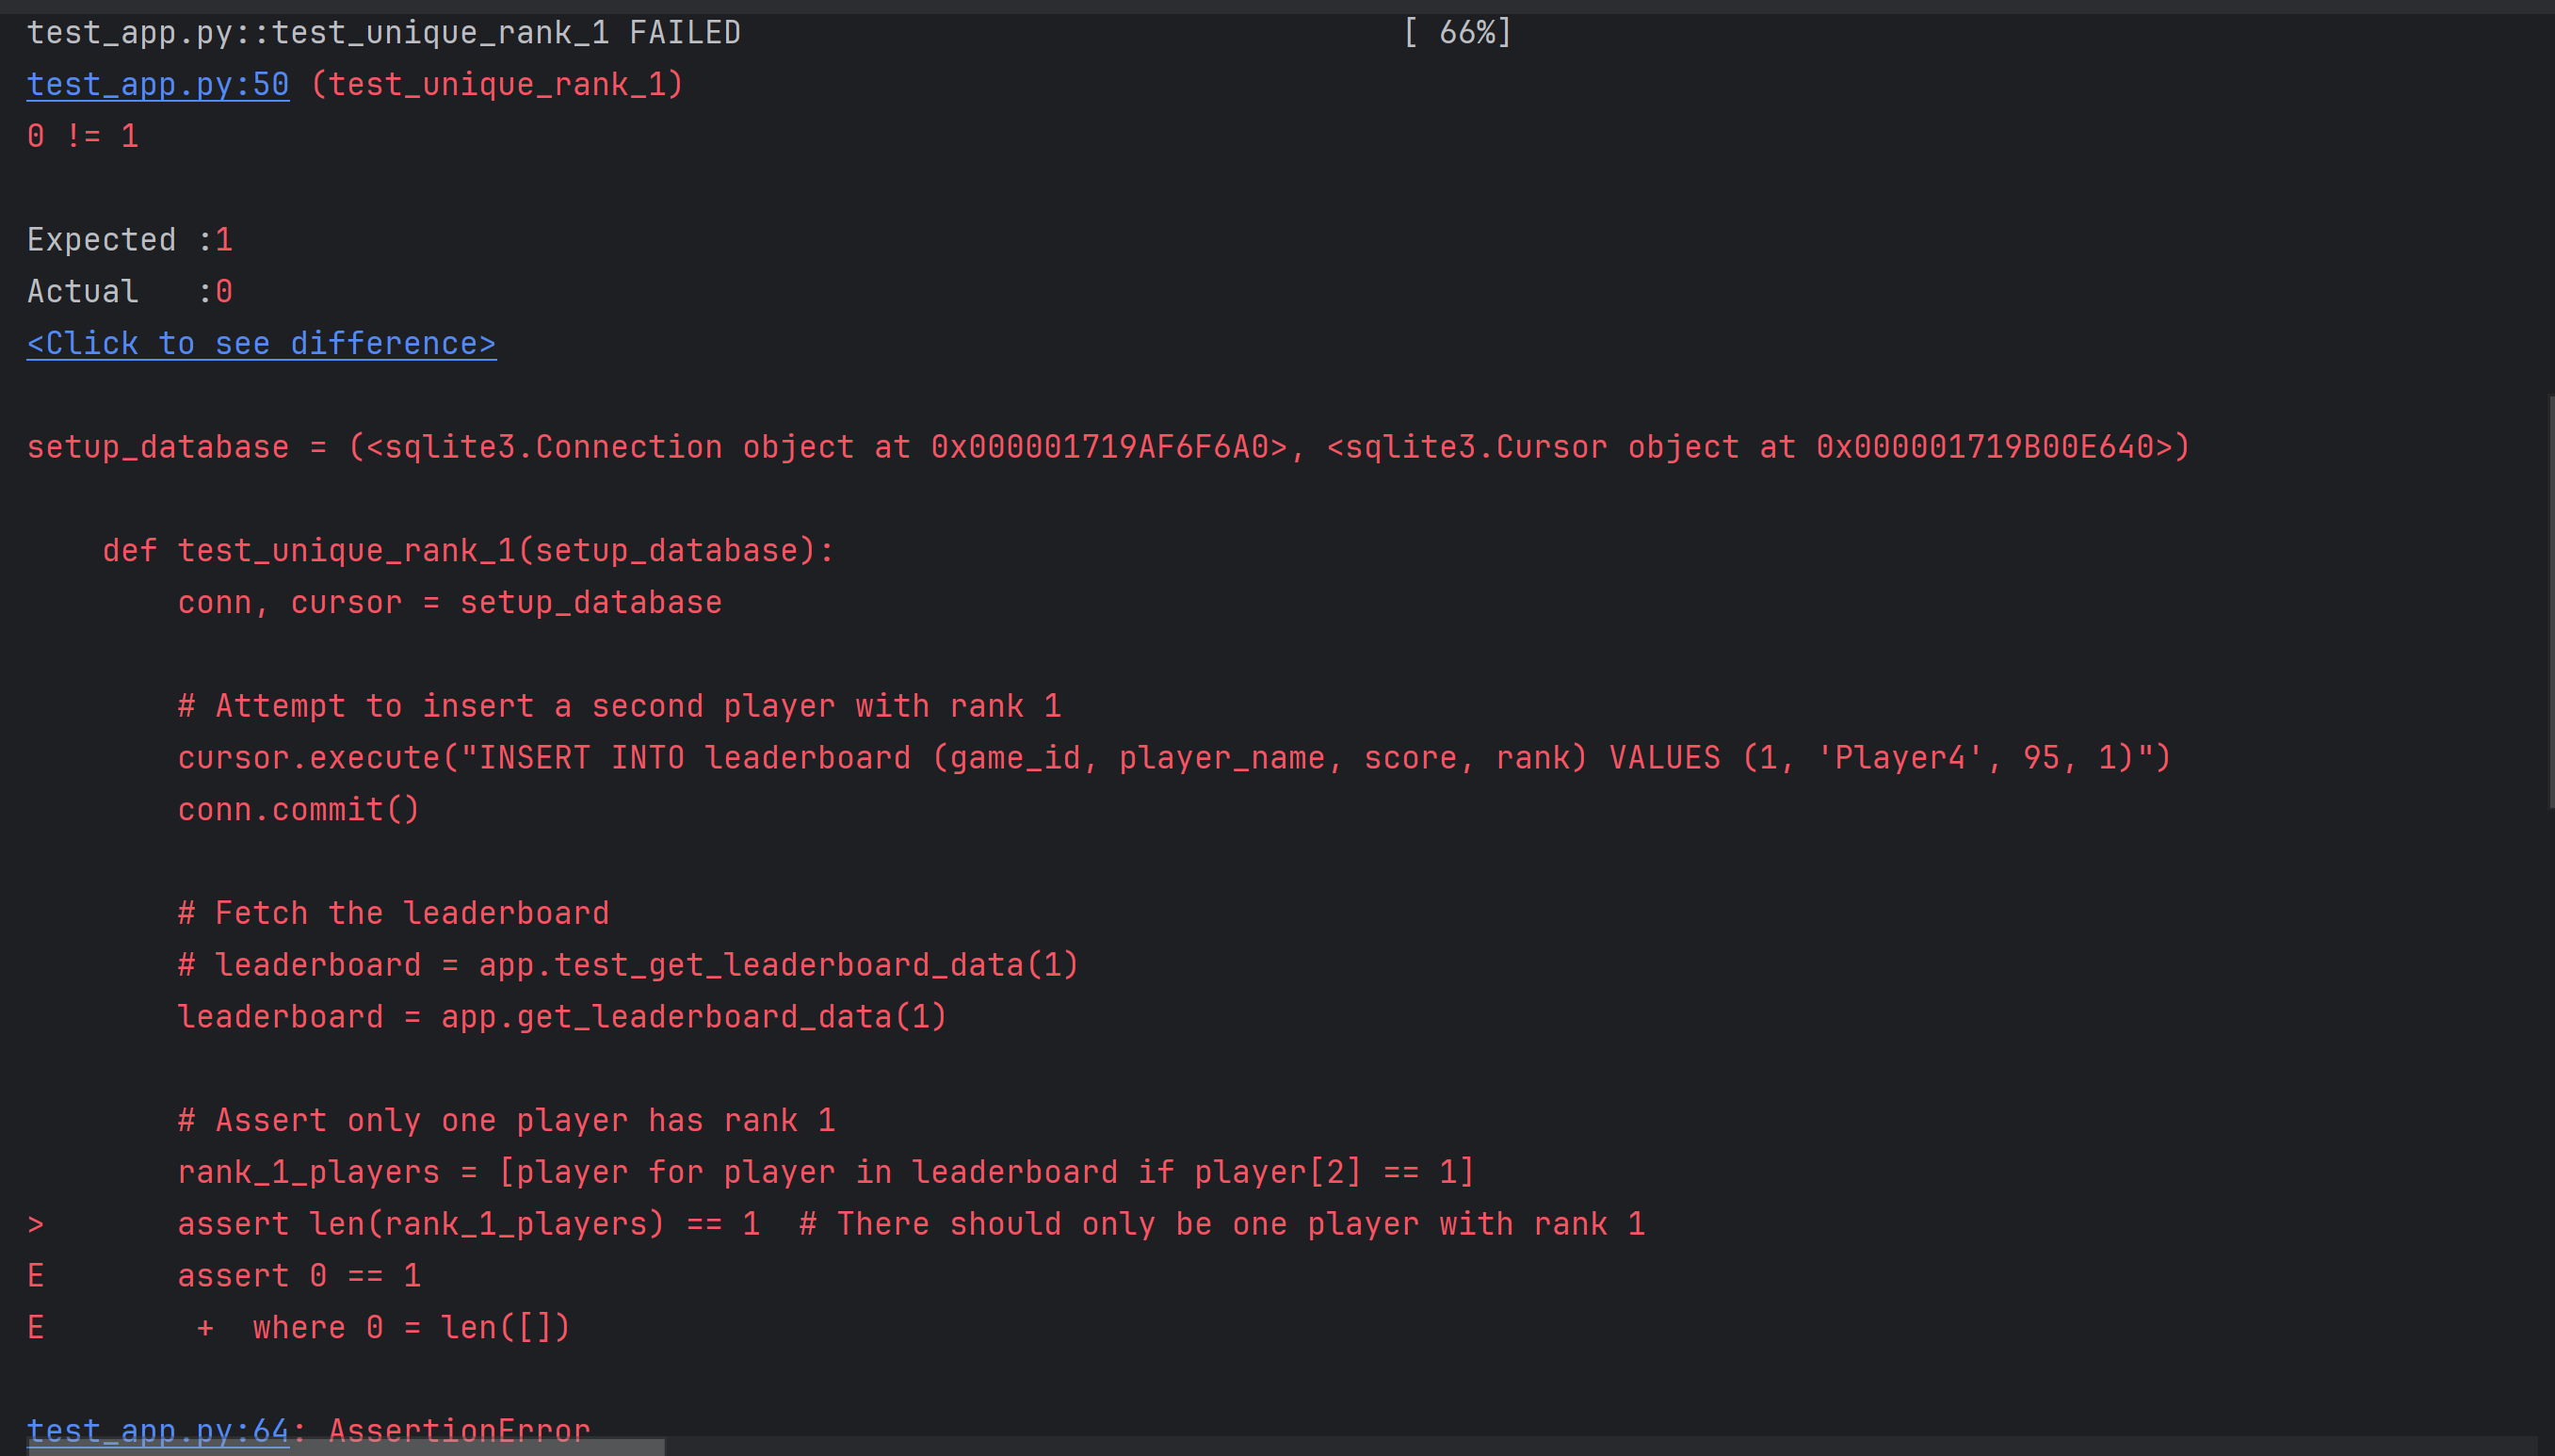 test_app.py::test_unique_rank_1 FAILED                                   [ 66%]
test_app.py:50 (test_unique_rank_1)
0 != 1

Expected :1
Actual   :0
<Click to see difference>

setup_database = (<sqlite3.Connection object at 0x000001719AF6F6A0>, <sqlite3.Cursor object at 0x000001719B00E640>)

    def test_unique_rank_1(setup_database):
        conn, cursor = setup_database

        # Attempt to insert a second player with rank 1
        cursor.execute("INSERT INTO leaderboard (game_id, player_name, score, rank) VALUES (1, 'Player4', 95, 1)")
        conn.commit()

        # Fetch the leaderboard
        # leaderboard = app.test_get_leaderboard_data(1)
        leaderboard = app.get_leaderboard_data(1)

        # Assert only one player has rank 1
        rank_1_players = [player for player in leaderboard if player[2] == 1]
>       assert len(rank_1_players) == 1  # There should only be one player with rank 1
E       assert 0 == 1
E        +  where 0 = len([])

test_app.py:64: AssertionError